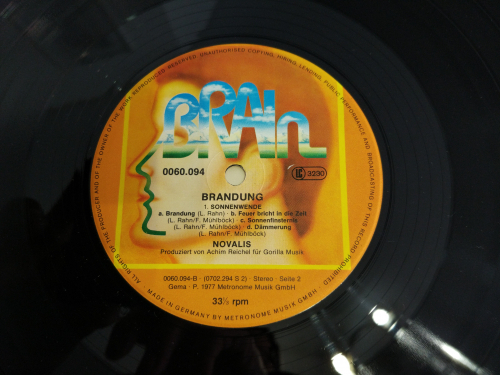 ALL RIGHTS OF THE PRODUCER AND OF THE OWNER OF THE WORK REPRODUCED RESERVED. UNAUTHORISED COPYING, HIRING, LENDING, PUBLIC PERFORMANCE AND BROADCASTING OF THIS RECORD PROHIBITED
BRAIN
0060.094
LC 3230
BRANDUNG
1. SONNENWENDE
a. Brandung (L. Rahn) · b. Feuer bricht in die Zeit
(L. Rahn/F. Mühlböck) · c. Sonnenfinsternis
(L. Rahn/F. Mühlböck) · d. Dämmerung
(L. Rahn/F. Mühlböck)
NOVALIS
Produziert von Achim Reichel für Gorilla Musik
0060.094-B · (0702.294 S 2) · Stereo · Seite 2
Gema · P. 1977 Metronome Musik GmbH
33⅓ rpm
· MADE IN GERMANY BY METRONOME MUSIK GMBH ·